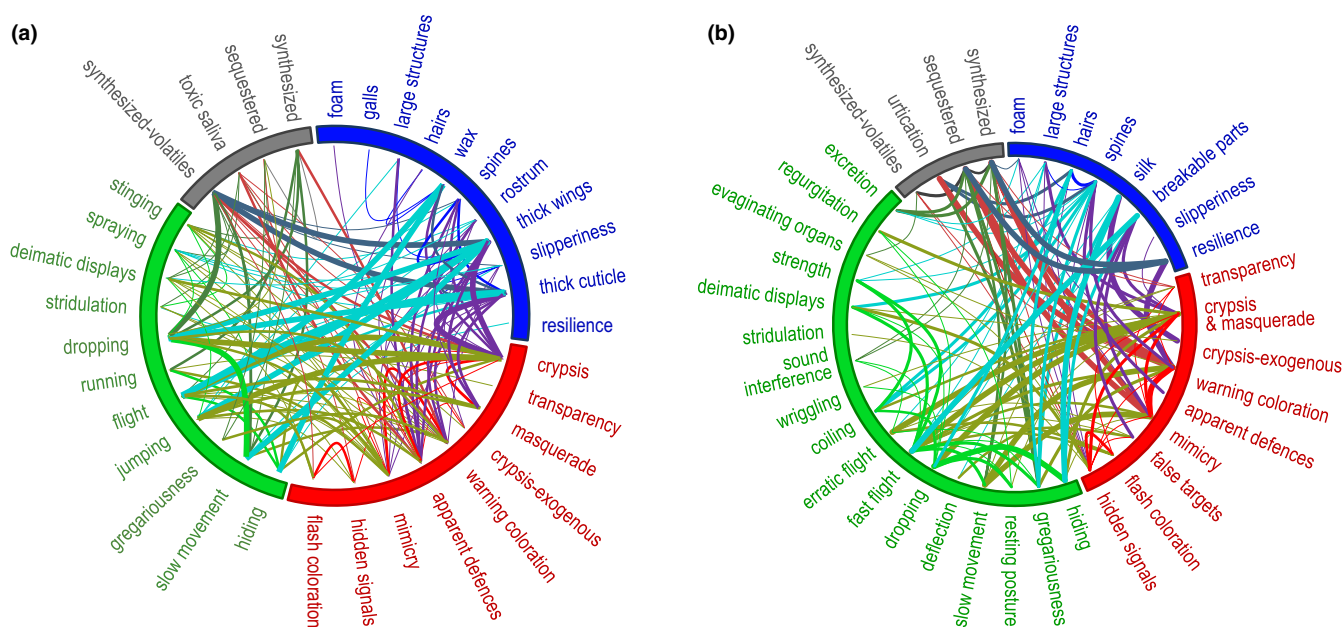 (a)
synthesized-volatiles
toxic saliva
sequestered
synthesized
foam
galls
large structures
hairs
wax
spines
rostrum
thick wings
slipperiness
thick cuticle
resilience
crypsis
transparency
masquerade
crypsis-exogenous
warning coloration
apparent defences
mimicry
hidden signals
flash coloration
hiding
slow movement
gregariousness
jumping
flight
running
dropping
stridulation
deimatic displays
spraying
stinging
(b)
synthesized-volatiles
urtication
sequestered
synthesized
foam
large structures
hairs
spines
silk
breakable parts
slipperiness
resilience
transparency
crypsis
& masquerade
crypsis-exogenous
warning coloration
apparent defences
mimicry
false targets
flash coloration
hidden signals
hiding
gregariousness
resting posture
slow movement
deflection
dropping
fast flight
erratic flight
coiling
wriggling
sound
interference
stridulation
deimatic displays
strength
evaginating organs
regurgitation
excretion